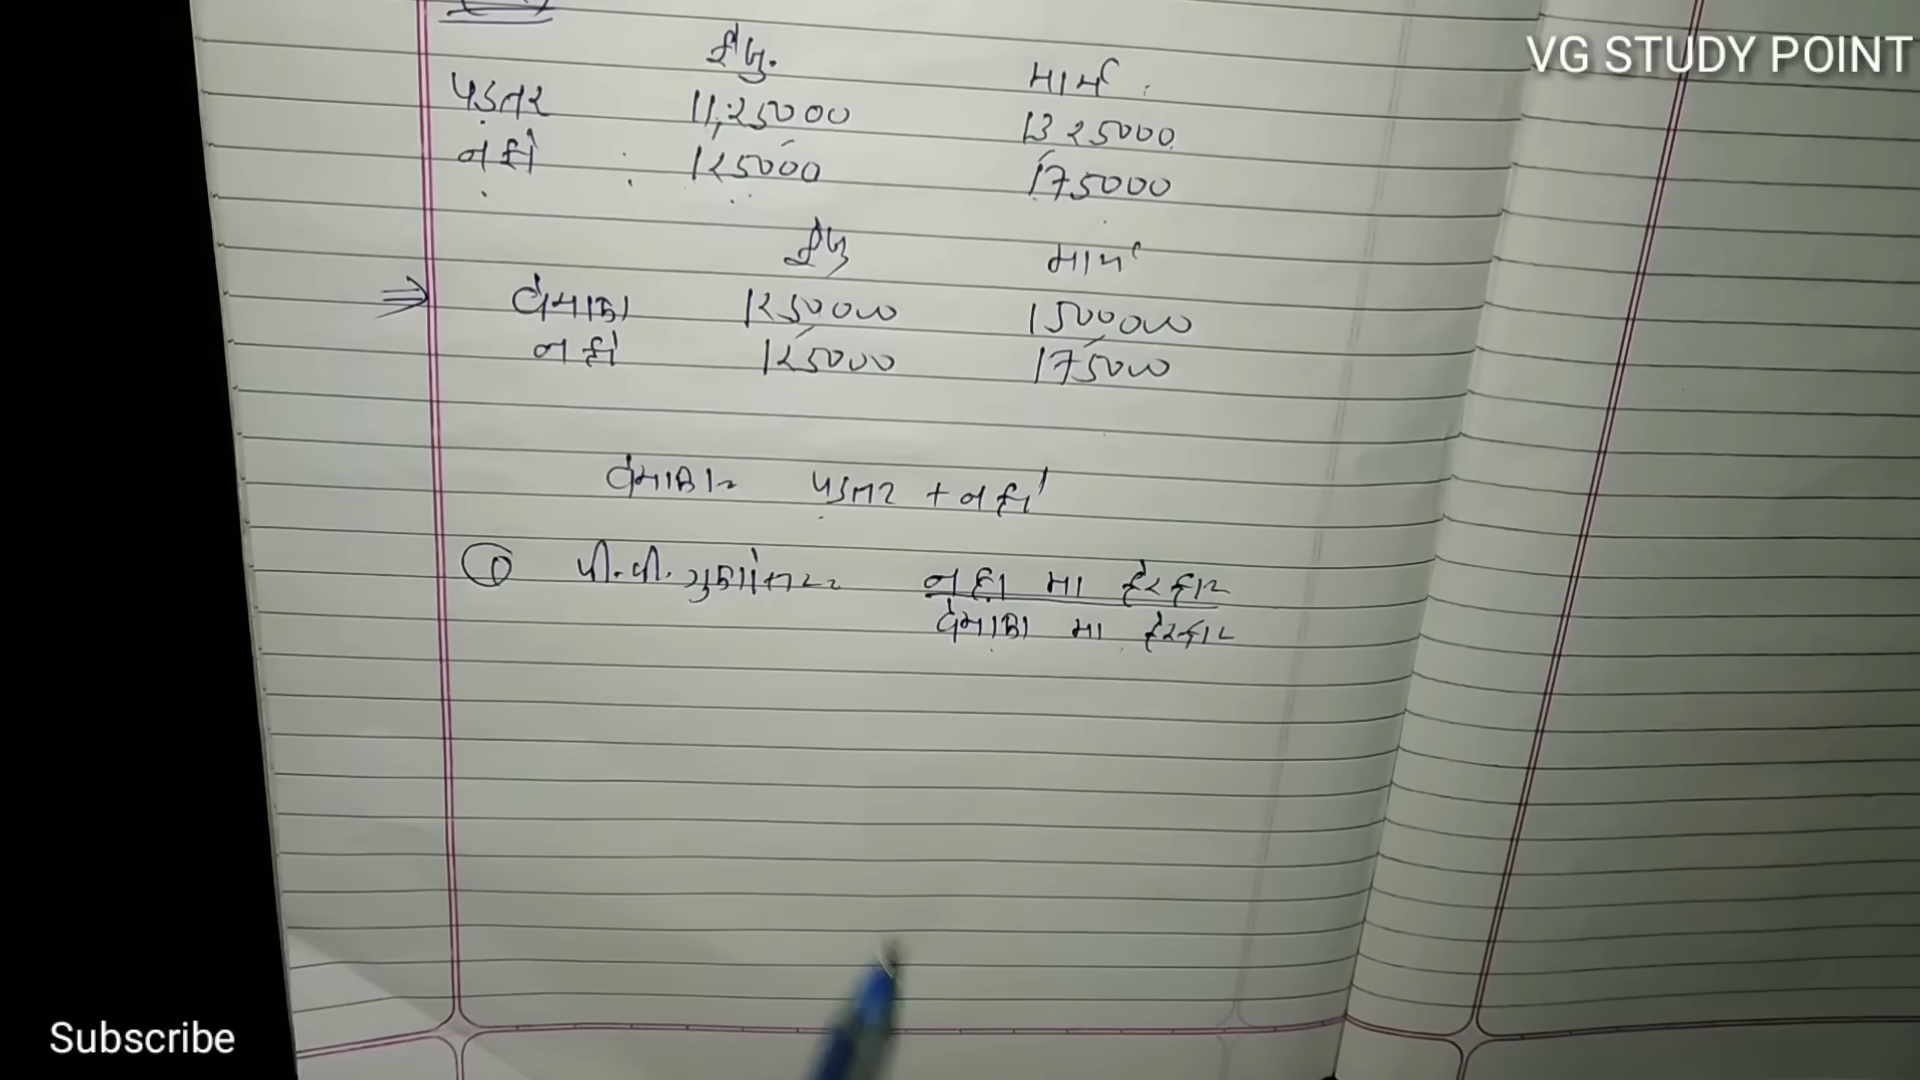 VG STUDY POINT
ફેબ્રુ. માર્ચ
પડતર 11,25000 1325000
નફો 125000 175000
ફેબ્રુ માર્ચ
⇒ વેચાણ 1250000 1500000
નફો 125000 175000
વેચાણ = પડતર + નફો
① પી.વી. ગુણોત્તર = નફા મા ફેરફાર
વેચાણ મા ફેરફાર
Subscribe